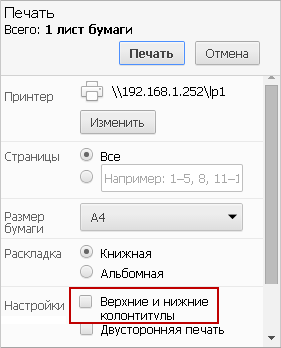 Печать
Всего: 1 лист бумаги
Печать
Отмена
Принтер
\\192.168.1.252\lp1
Изменить
Страницы
Все
Например: 1–5, 8, 11–1
Размер
бумаги
A4
Раскладка
Книжная
Альбомная
Настройки
Верхние и нижние
колонтитулы
Двусторонняя печать